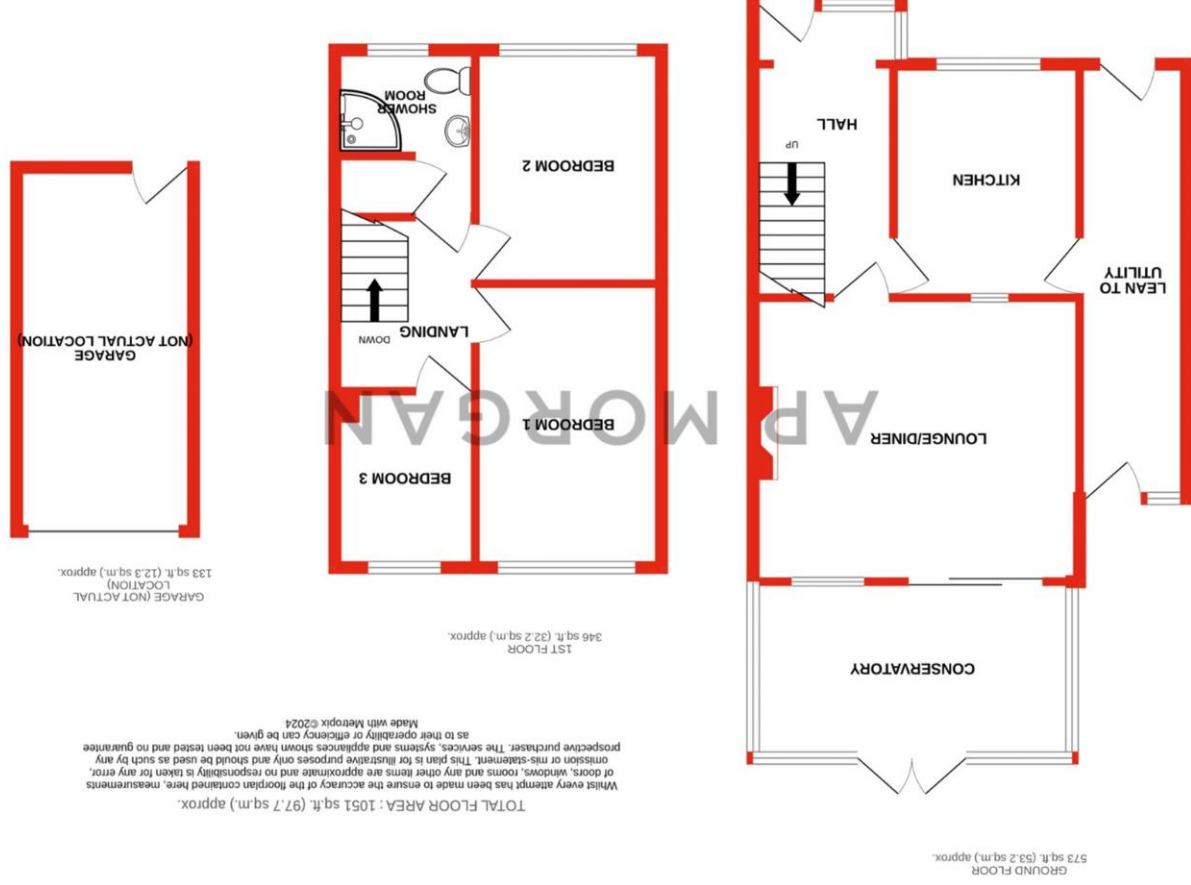 GROUND FLOOR
573 sq.ft. (53.2 sq.m.) approx.
CONSERVATORY
LOUNGE/DINER
LEAN TO
UTILITY
KITCHEN
HALL
UP
1ST FLOOR
346 sq.ft. (32.2 sq.m.) approx.
BEDROOM 1
BEDROOM 3
LANDING
DOWN
BEDROOM 2
SHOWER
ROOM
GARAGE (NOT ACTUAL
LOCATION)
133 sq.ft. (12.3 sq.m.) approx.
GARAGE
(NOT ACTUAL LOCATION)
AP MORGAN
TOTAL FLOOR AREA : 1051 sq.ft. (97.7 sq.m.) approx.
Whilst every attempt has been made to ensure the accuracy of the floorplan contained here, measurements
of doors, windows, rooms and any other items are approximate and no responsibility is taken for any error,
omission or mis-statement. This plan is for illustrative purposes only and should be used as such by any
prospective purchaser. The services, systems and appliances shown have not been tested and no guarantee
as to their operability or efficiency can be given.
Made with Metropix ©2024